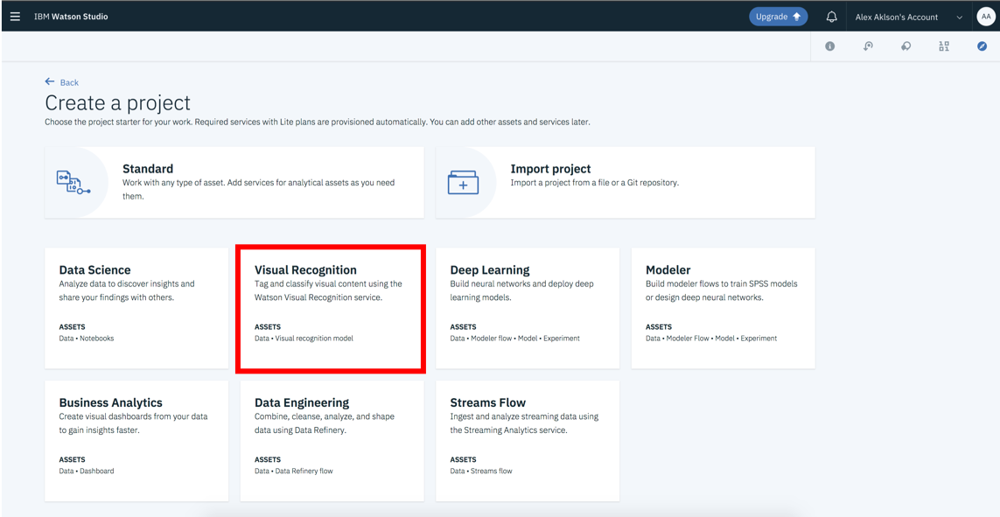 IBM Watson Studio
Upgrade
Alex Aklson's Account
AA
Back
Create a project
Choose the project starter for your work. Required services with Lite plans are provisioned automatically. You can add other assets and services later.
Standard
Work with any type of asset. Add services for analytical assets as you need
them.
Import project
Import a project from a file or a Git repository.
Data Science
Analyze data to discover insights and
share your findings with others.
ASSETS
Data • Notebooks
Visual Recognition
Tag and classify visual content using the
Watson Visual Recognition service.
ASSETS
Data • Visual recognition model
Deep Learning
Build neural networks and deploy deep
learning models.
ASSETS
Data • Modeler flow • Model • Experiment
Modeler
Build modeler flows to train SPSS models
or design deep neural networks.
ASSETS
Data • Modeler Flow • Model • Experiment
Business Analytics
Create visual dashboards from your data
to gain insights faster.
ASSETS
Data • Dashboard
Data Engineering
Combine, cleanse, analyze, and shape
data using Data Refinery.
ASSETS
Data • Data Refinery flow
Streams Flow
Ingest and analyze streaming data using
the Streaming Analytics service.
ASSETS
Data • Streams flow